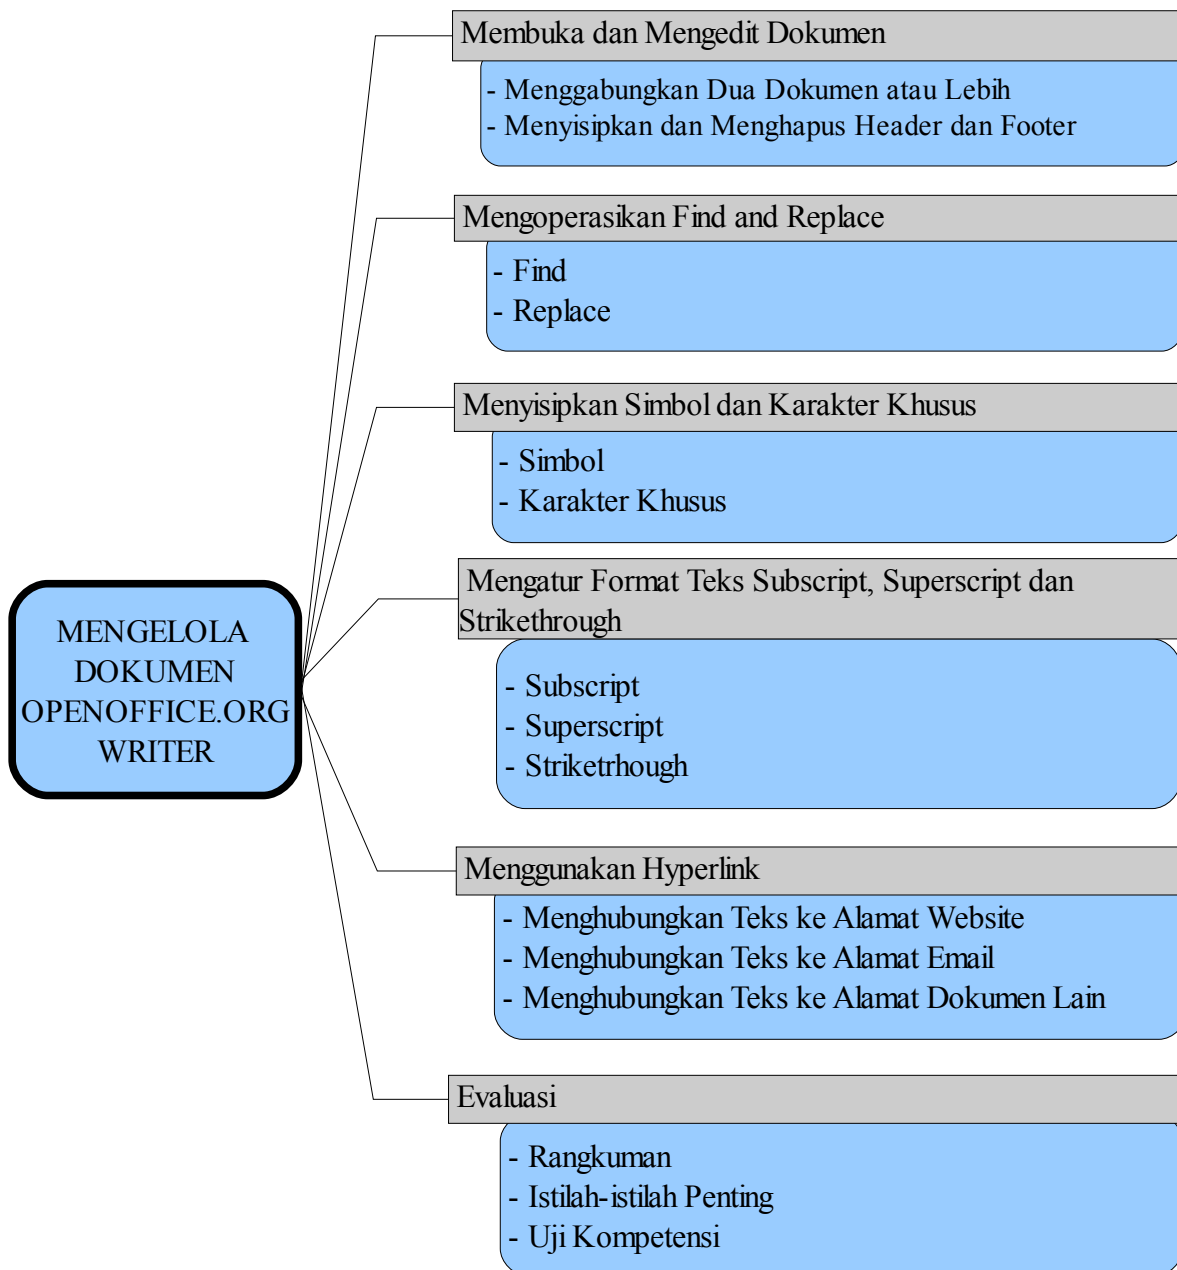 Membuka dan Mengedit Dokumen
- Menggabungkan Dua Dokumen atau Lebih
- Menyisipkan dan Menghapus Header dan Footer
Mengoperasikan Find and Replace
- Find
- Replace
Menyisipkan Simbol dan Karakter Khusus
- Simbol
- Karakter Khusus
Mengatur Format Teks Subscript, Superscript dan
Strikethrough
- Subscript
- Superscript
- Striketrhough
MENGELOLA
DOKUMEN
OPENOFFICE.ORG
WRITER
Menggunakan Hyperlink
- Menghubungkan Teks ke Alamat Website
- Menghubungkan Teks ke Alamat Email
- Menghubungkan Teks ke Alamat Dokumen Lain
Evaluasi
- Rangkuman
- Istilah-istilah Penting
- Uji Kompetensi